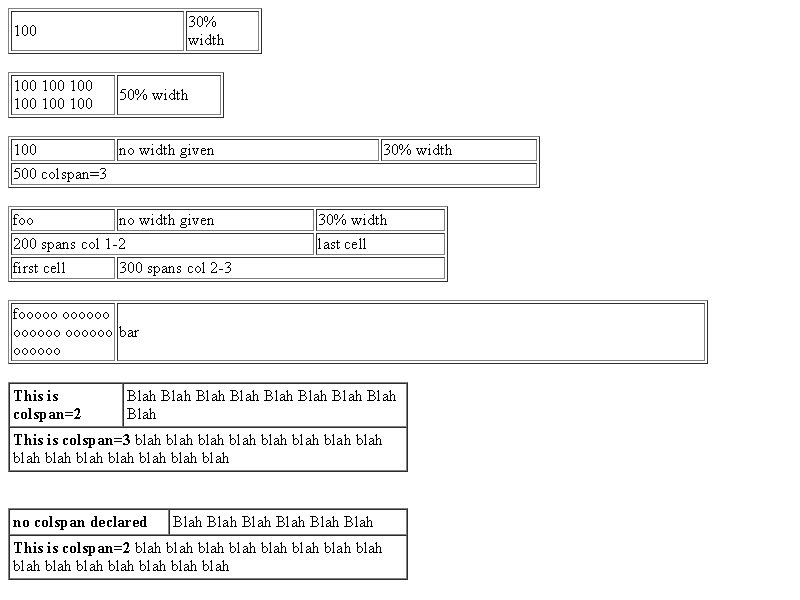 100
30%
width
100 100 100
100 100 100
50% width
100
no width given
30% width
500 colspan=3
foo
no width given
30% width
200 spans col 1-2
last cell
first cell
300 spans col 2-3
fooooo oooooo
oooooo oooooo
oooooo
bar
This is
colspan=2
Blah Blah Blah Blah Blah Blah Blah Blah
Blah
This is colspan=3 blah blah blah blah blah blah blah blah
blah blah blah blah blah blah blah
no colspan declared
Blah Blah Blah Blah Blah Blah
This is colspan=2 blah blah blah blah blah blah blah blah
blah blah blah blah blah blah blah